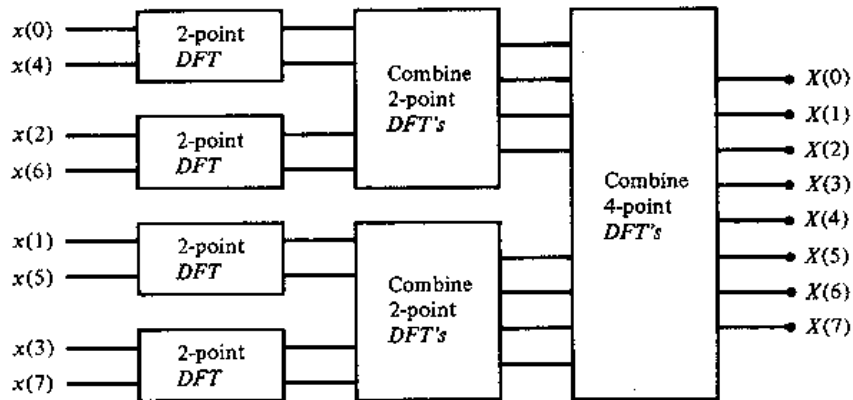 x(0)
x(4)
2-point
DFT
x(2)
x(6)
2-point
DFT
x(1)
x(5)
2-point
DFT
x(3)
x(7)
2-point
DFT
Combine
2-point
DFT's
Combine
2-point
DFT's
Combine
4-point
DFT's
X(0)
X(1)
X(2)
X(3)
X(4)
X(5)
X(6)
X(7)